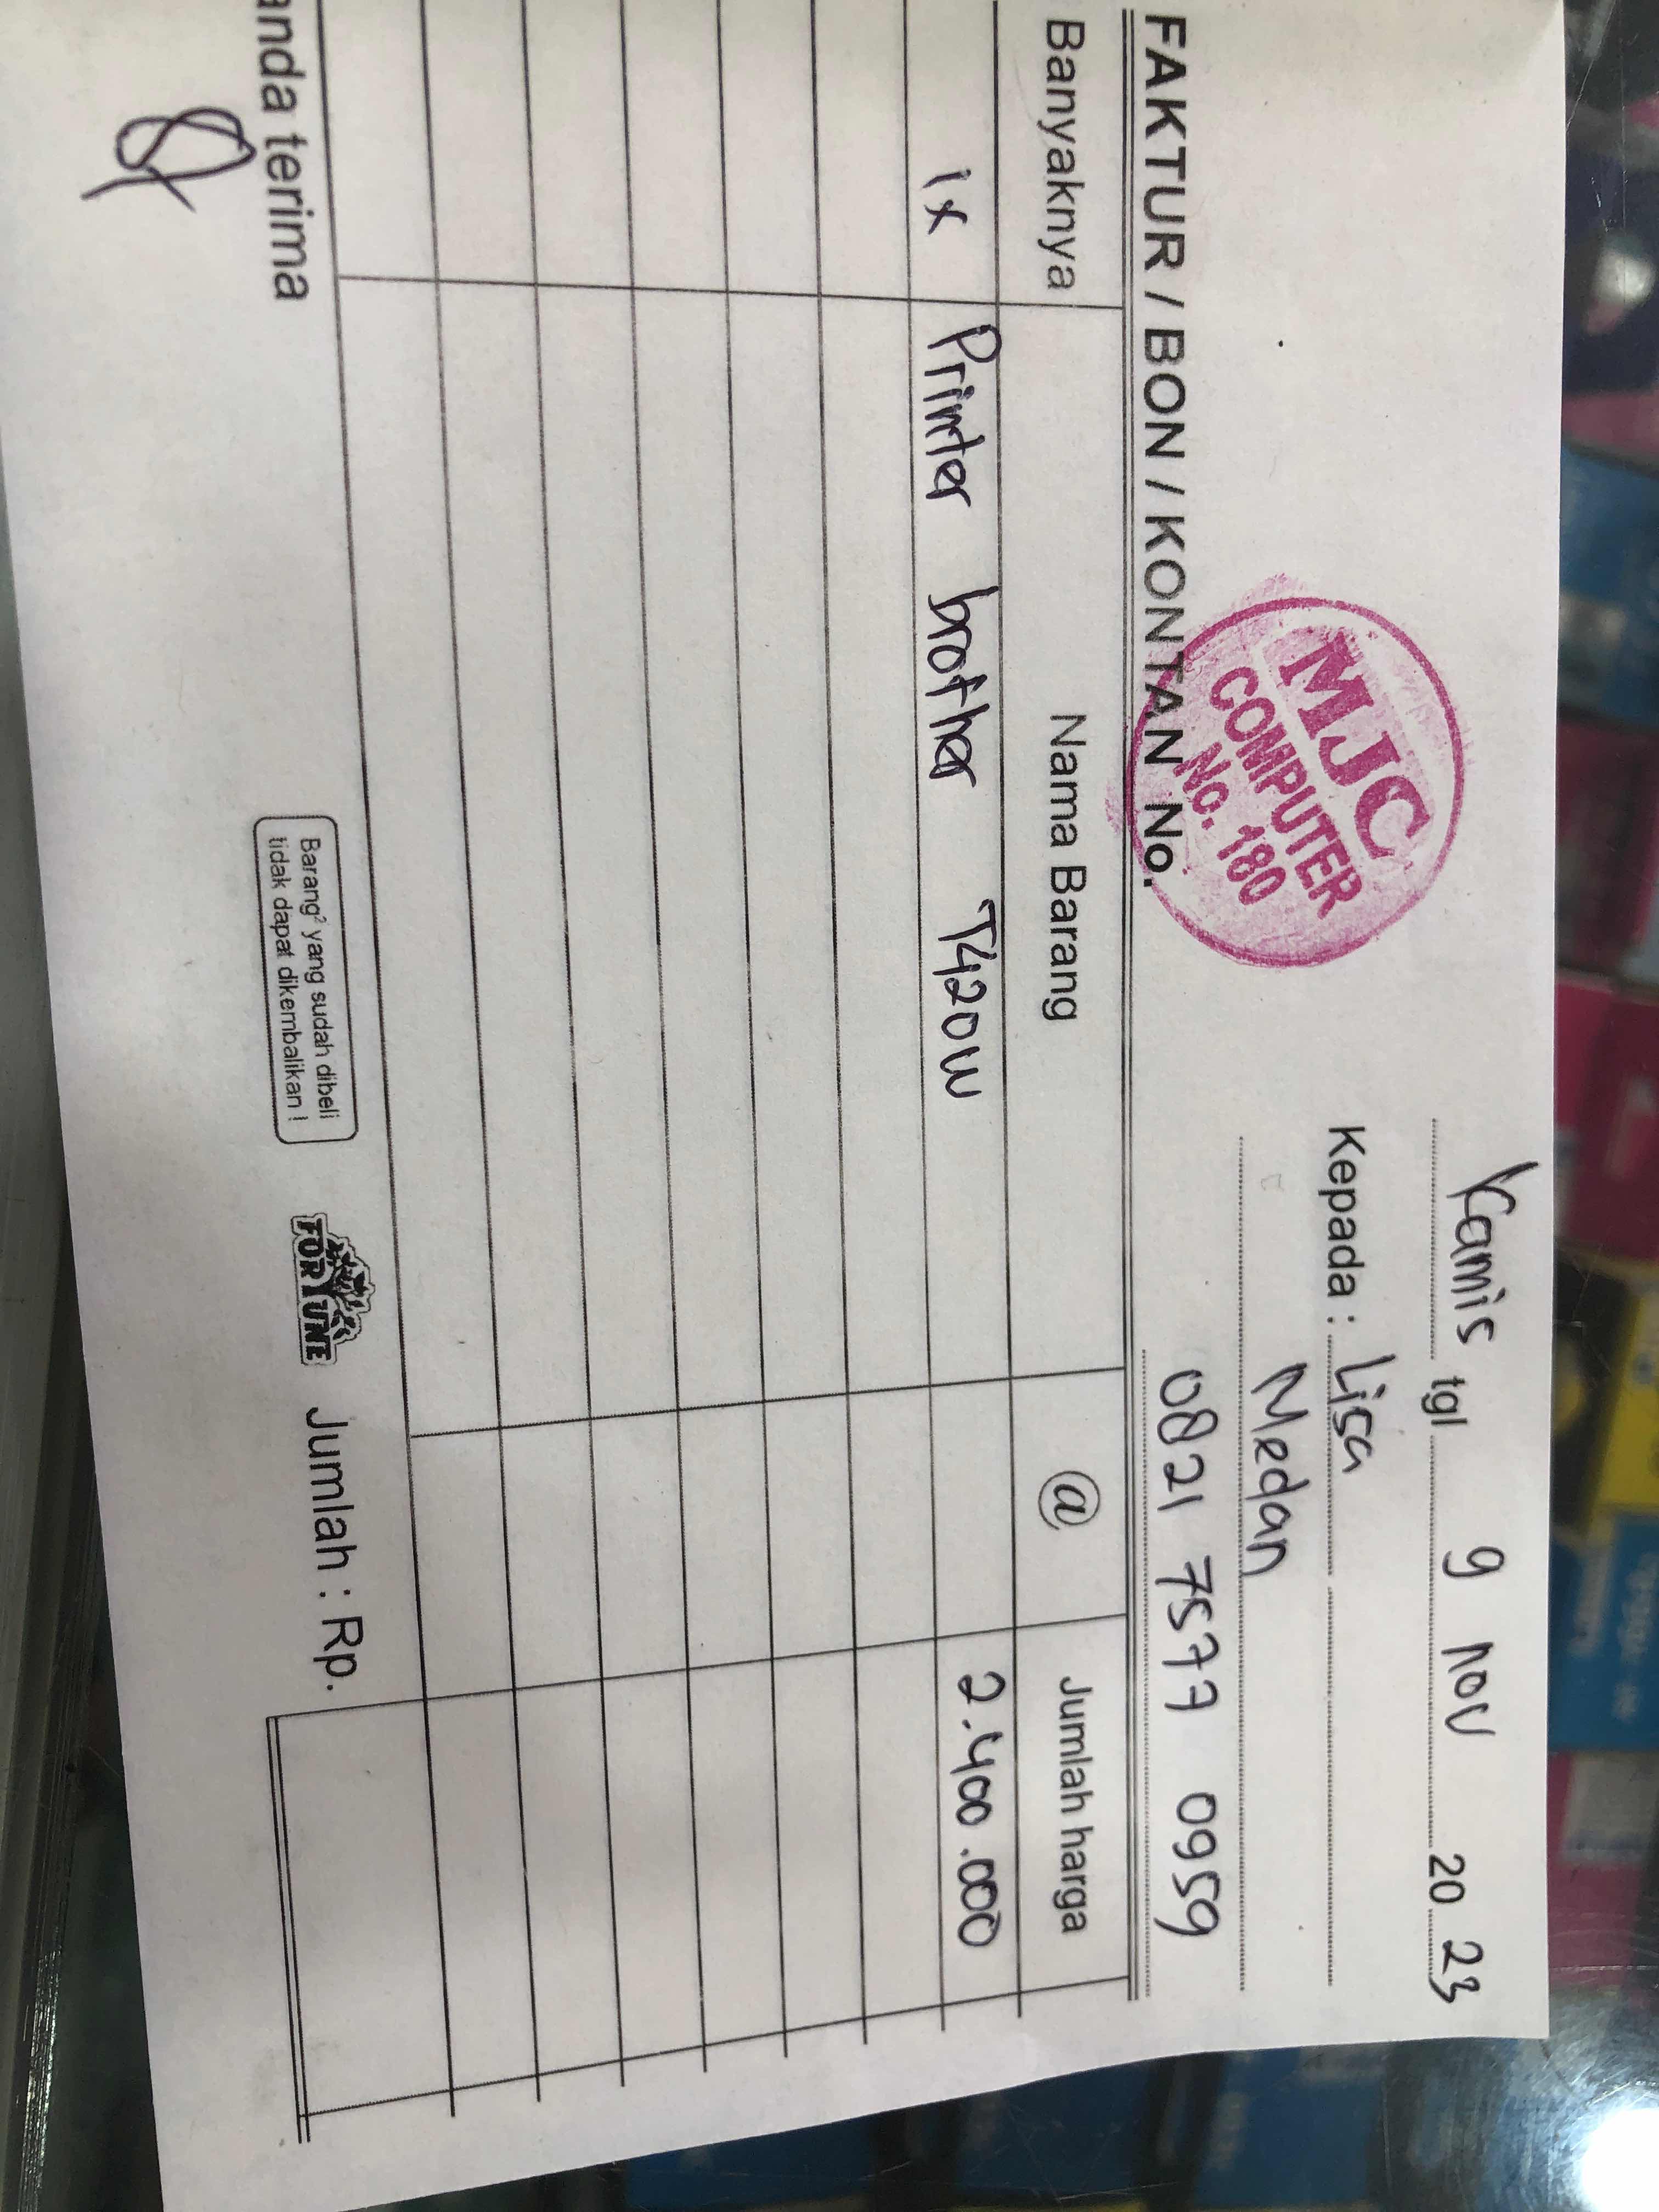 Kamis tgl 9 nov 20 23
Kepada : Lisa
Medan
0821 7577 0959
MJC
COMPUTER
No. 180
FAKTUR / BON / KONTAN No.
Banyaknya Nama Barang @ Jumlah harga
1x Printer brother T420W 2.400.000
anda terima
Barang² yang sudah dibeli
tidak dapat dikembalikan !
FORTUNE
Jumlah : Rp.